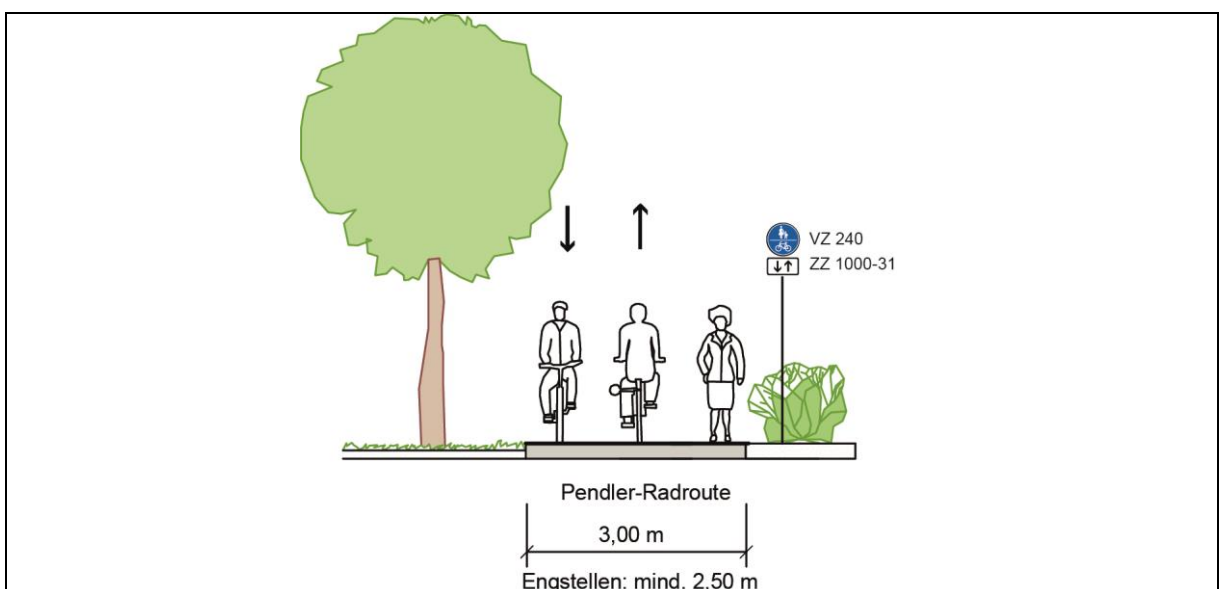 VZ 240
ZZ 1000-31
Pendler-Radroute
3,00 m
Engstellen: mind. 2,50 m